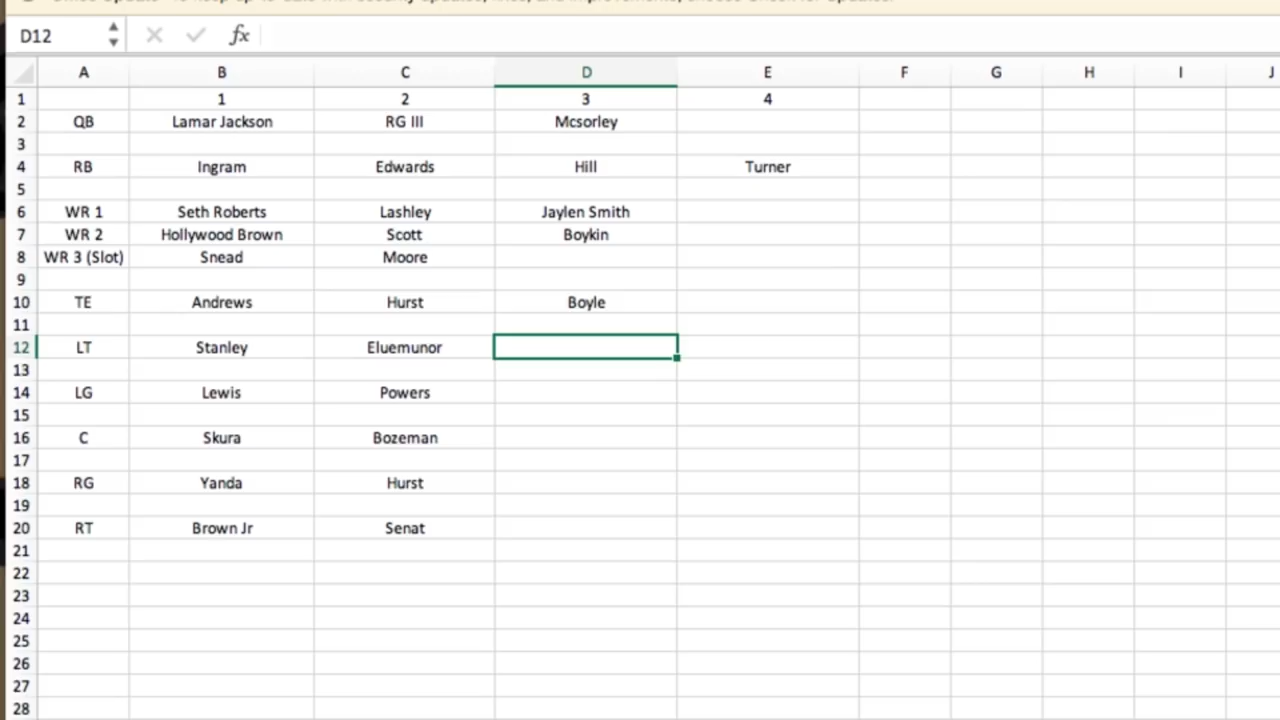 D12 fx
A B C D E F G H I J
1 1 2 3 4
2 QB Lamar Jackson RG III Mcsorley
3
4 RB Ingram Edwards Hill Turner
5
6 WR 1 Seth Roberts Lashley Jaylen Smith
7 WR 2 Hollywood Brown Scott Boykin
8 WR 3 (Slot) Snead Moore
9
10 TE Andrews Hurst Boyle
11
12 LT Stanley Eluemunor
13
14 LG Lewis Powers
15
16 C Skura Bozeman
17
18 RG Yanda Hurst
19
20 RT Brown Jr Senat
21
22
23
24
25
26
27
28